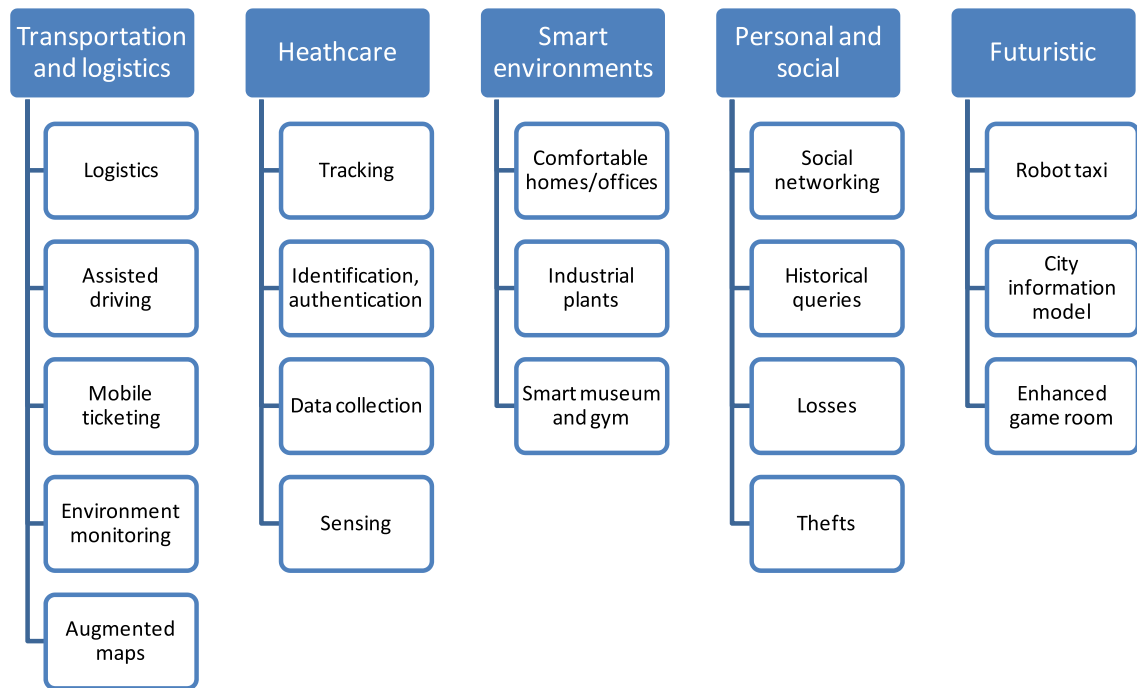 Transportation
and logistics
Logistics
Assisted
driving
Mobile
ticketing
Environment
monitoring
Augmented
maps
Heathcare
Tracking
Identification,
authentication
Data collection
Sensing
Smart
environments
Comfortable
homes/offices
Industrial
plants
Smart museum
and gym
Personal and
social
Social
networking
Historical
queries
Losses
Thefts
Futuristic
Robot taxi
City
information
model
Enhanced
game room